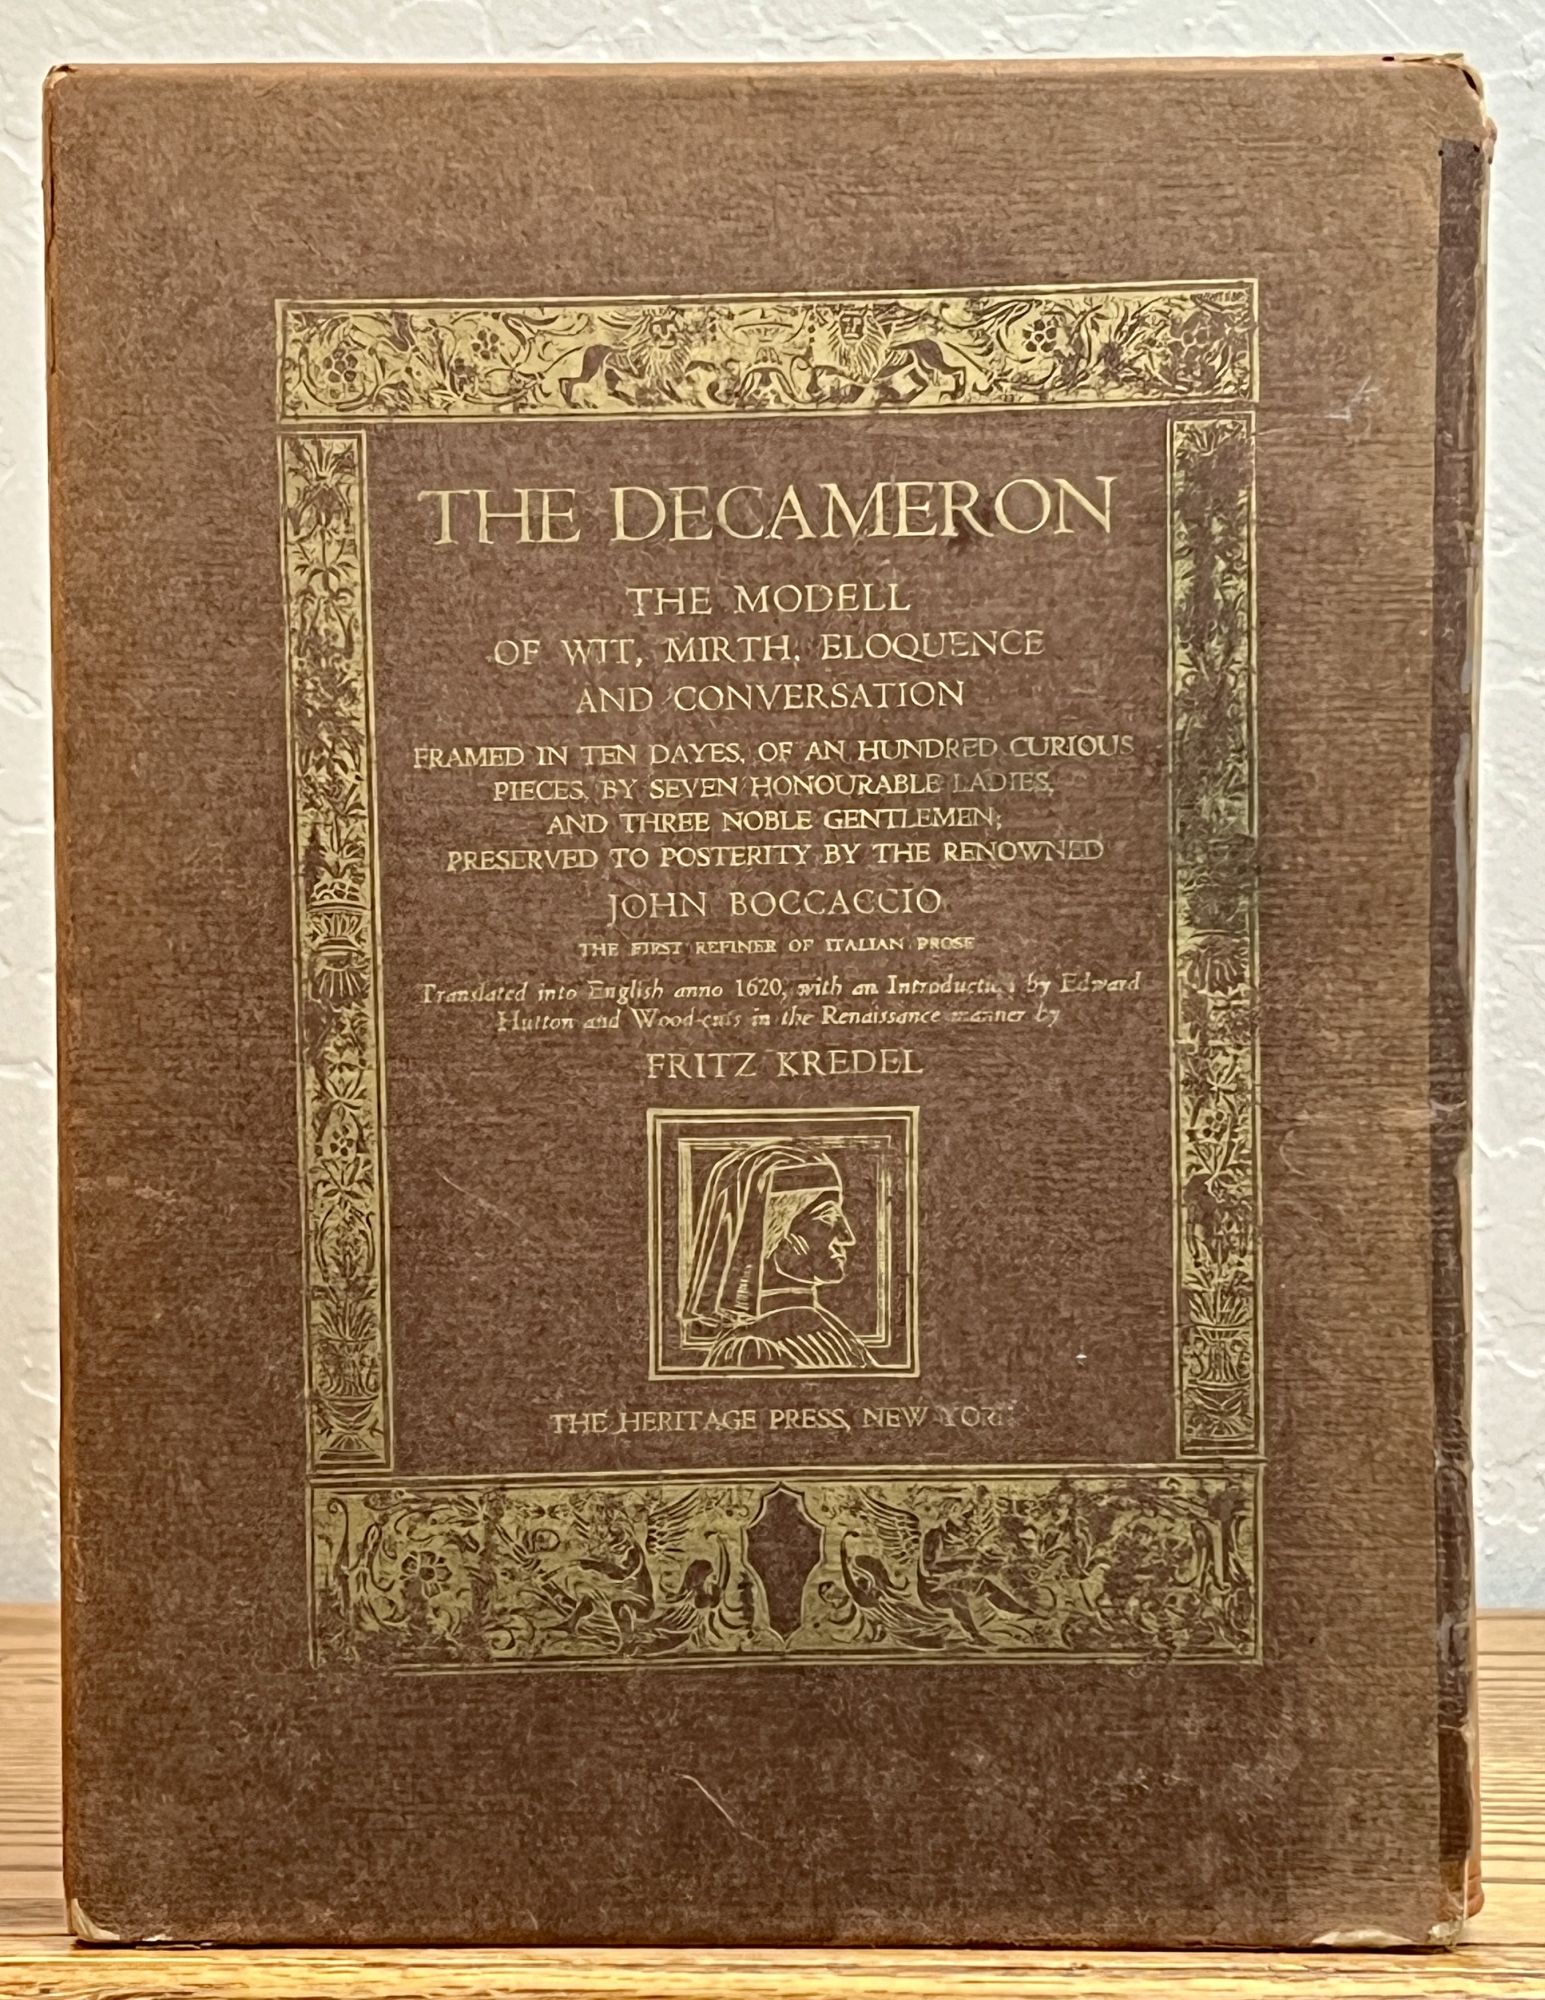 THE DECAMERON
THE MODELL
OF WIT, MIRTH, ELOQUENCE
AND CONVERSATION
FRAMED IN TEN DAYES, OF AN HUNDRED CURIOUS
PIECES, BY SEVEN HONOURABLE LADIES,
AND THREE NOBLE GENTLEMEN;
PRESERVED TO POSTERITY BY THE RENOWNED
JOHN BOCCACCIO
THE FIRST REFINER OF ITALIAN PROSE
Translated into English anno 1620, with an Introduction by Edward
Hutton and Wood-cuts in the Renaissance manner by
FRITZ KREDEL
THE HERITAGE PRESS, NEW YORK